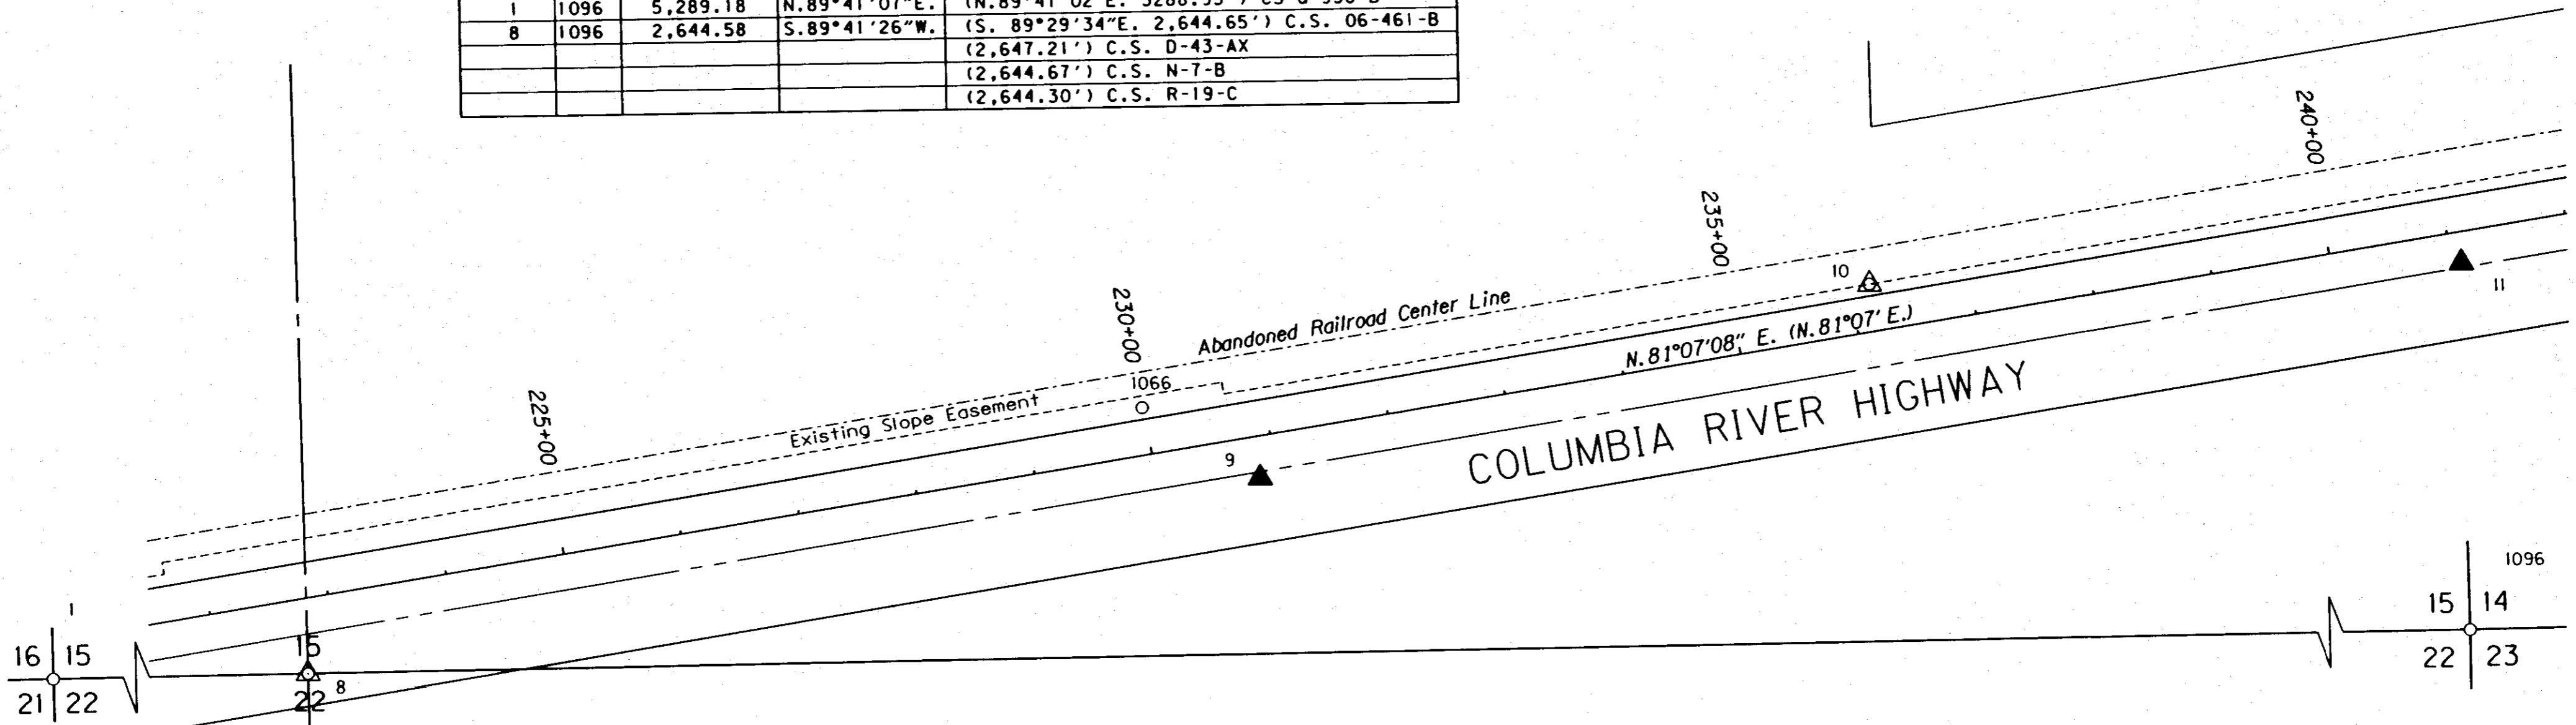 1 1096 5,289.18 N.89°41'07"E.
8 1096 2,644.58 S.89°41'26"W. (S. 89°29'34"E. 2,644.65') C.S. 06-461-B
(2,647.21') C.S. D-43-AX
(2,644.67') C.S. N-7-B
(2,644.30') C.S. R-19-C
240+00
235+00
230+00
225+00
10
11
Abandoned Railroad Center Line
N.81°07'08" E. (N.81°07'E.)
1066
Existing Slope Easement
9
COLUMBIA RIVER HIGHWAY
1096
1
15 14
16 15
15
22 23
21 22
22
8